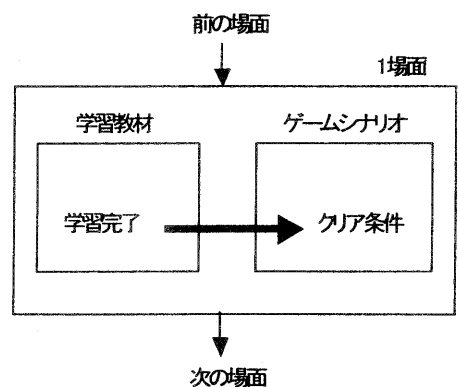 前の場面
1場面
学習教材
ゲームシナリオ
学習完了
クリア条件
次の場面